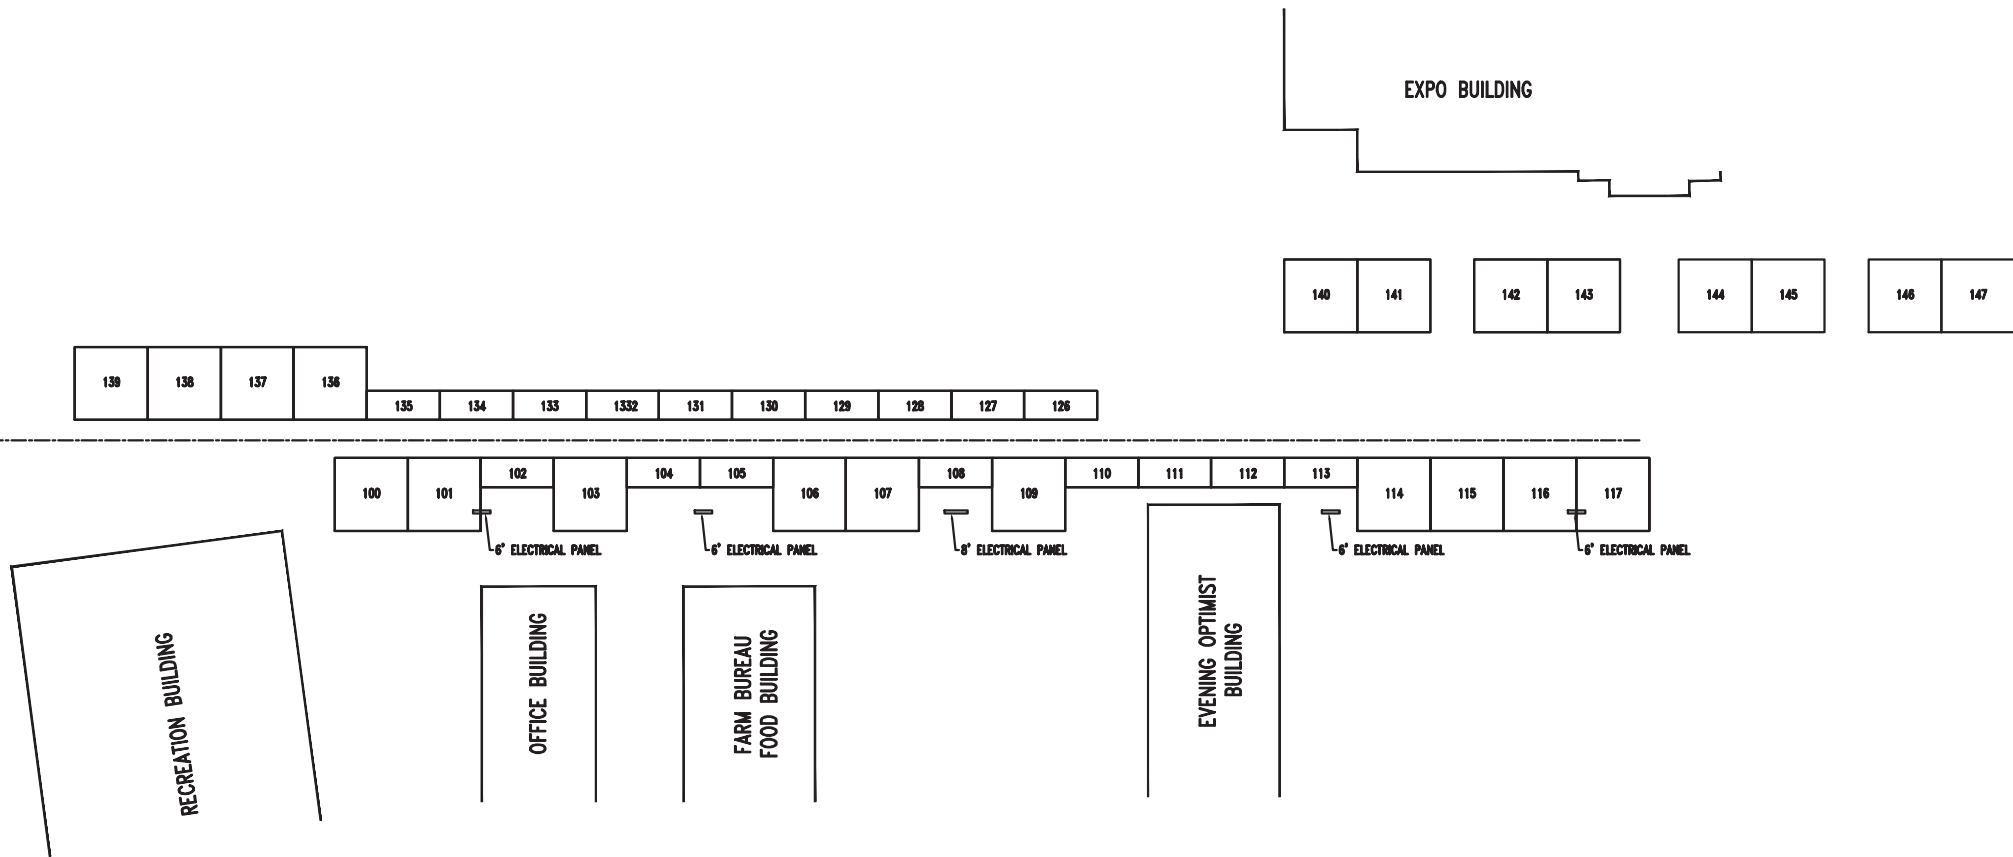 EXPO BUILDING
140 141 142 143 144 145 146 147
139 138 137 136
135 134 133 1332 131 130 129 128 127 126
102 104 105 108 110 111 112 113
100 101 103 106 107 109 114 115 116 117
6' ELECTRICAL PANEL 6' ELECTRICAL PANEL 8' ELECTRICAL PANEL 6' ELECTRICAL PANEL 6' ELECTRICAL PANEL
RECREATION BUILDING
OFFICE BUILDING
FARM BUREAU
FOOD BUILDING
EVENING OPTIMIST
BUILDING